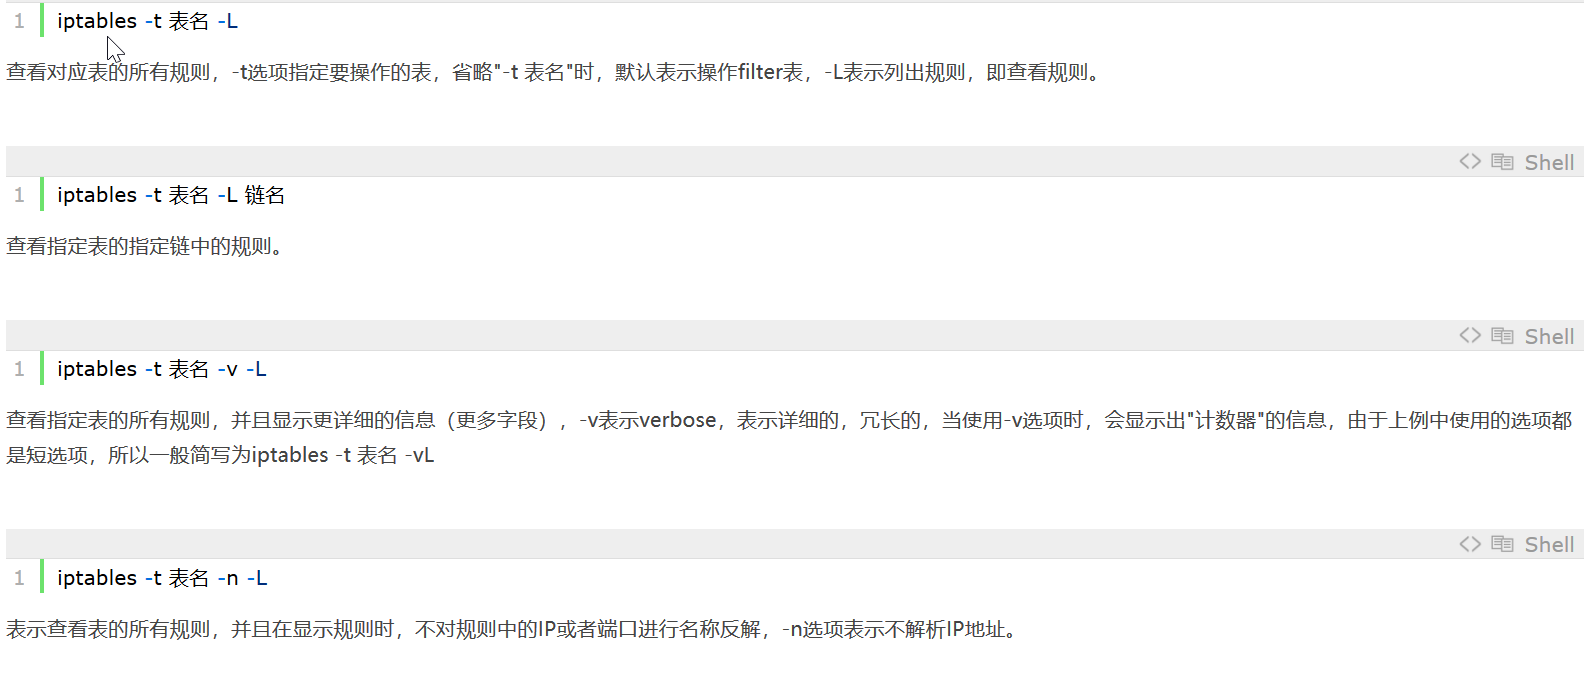 1 iptables -t 表名 -L
查看对应表的所有规则，-t选项指定要操作的表，省略"-t 表名"时，默认表示操作filter表，-L表示列出规则，即查看规则。
Shell
1 iptables -t 表名 -L 链名
查看指定表的指定链中的规则。
Shell
1 iptables -t 表名 -v -L
查看指定表的所有规则，并且显示更详细的信息（更多字段），-v表示verbose，表示详细的，冗长的，当使用-v选项时，会显示出"计数器"的信息，由于上例中使用的选项都
是短选项，所以一般简写为iptables -t 表名 -vL
Shell
1 iptables -t 表名 -n -L
表示查看表的所有规则，并且在显示规则时，不对规则中的IP或者端口进行名称反解，-n选项表示不解析IP地址。